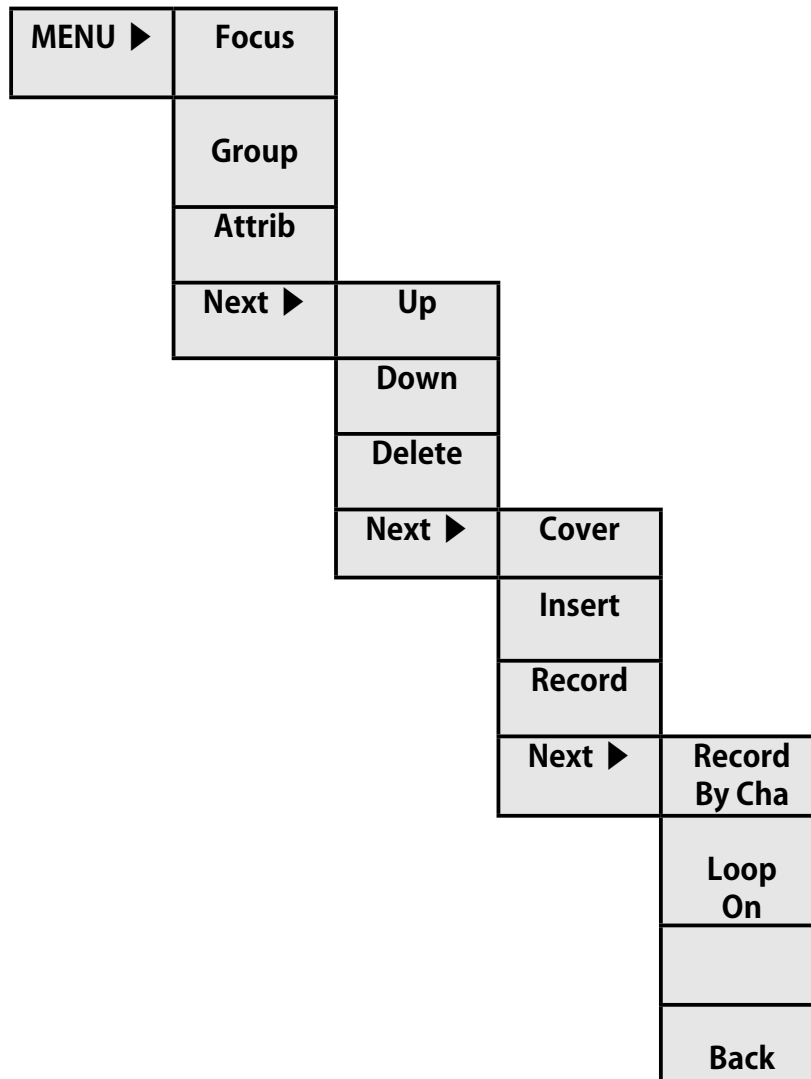 MENU ▶ Focus
Group
Attrib
Next ▶ Up
Down
Delete
Next ▶ Cover
Insert
Record
Next ▶ Record
By Cha
Loop
On
Back